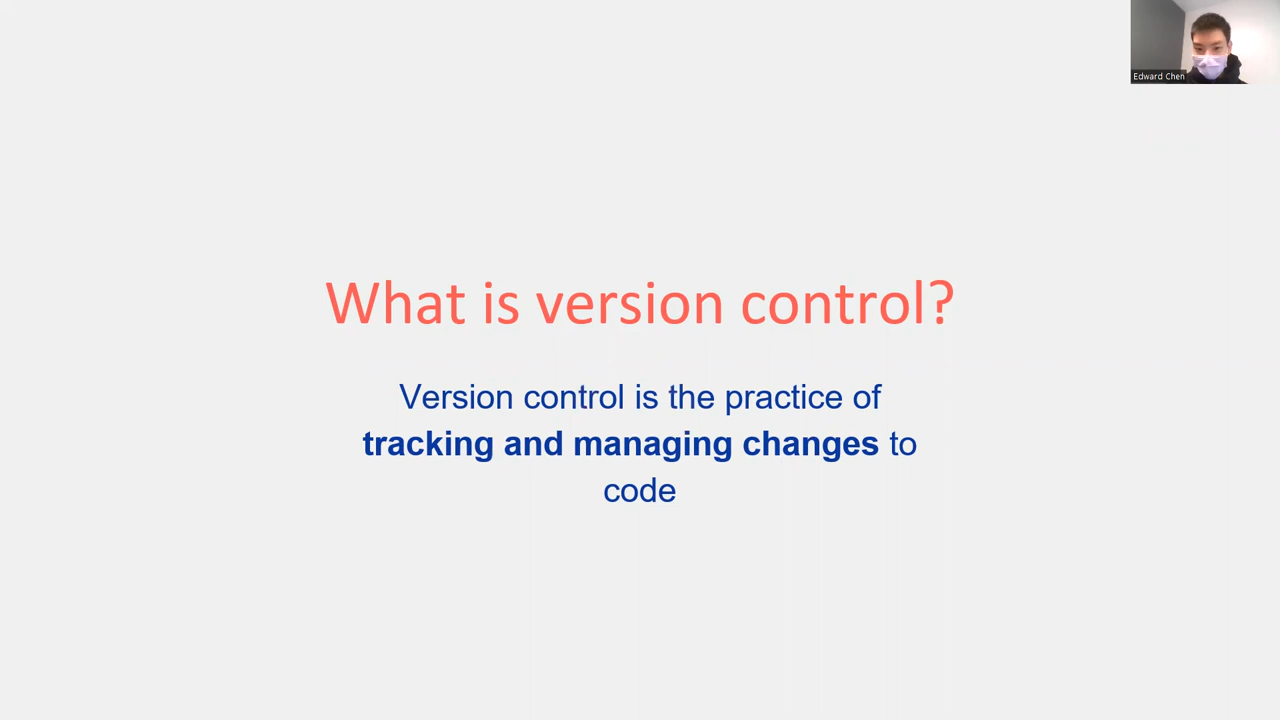 Edward Chen
What is version control?
Version control is the practice of
tracking and managing changes to
code